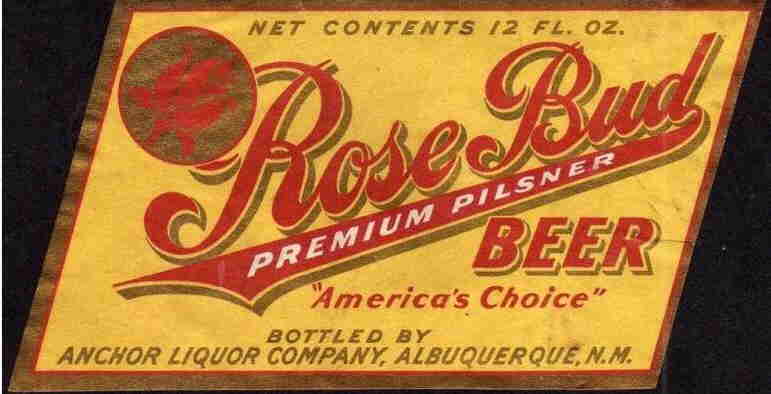 NET CONTENTS 12 FL. OZ.
Rose Bud
PREMIUM PILSNER
BEER
"America's Choice"
BOTTLED BY
ANCHOR LIQUOR COMPANY, ALBUQUERQUE, N.M.